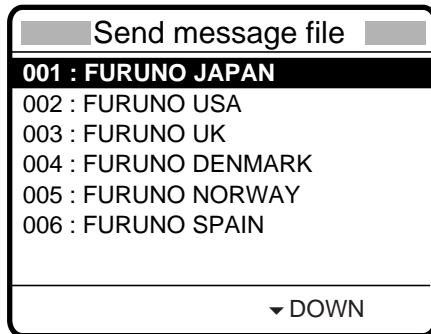 Send message file
001 : FURUNO JAPAN
002 : FURUNO USA
003 : FURUNO UK
004 : FURUNO DENMARK
005 : FURUNO NORWAY
006 : FURUNO SPAIN
▼DOWN